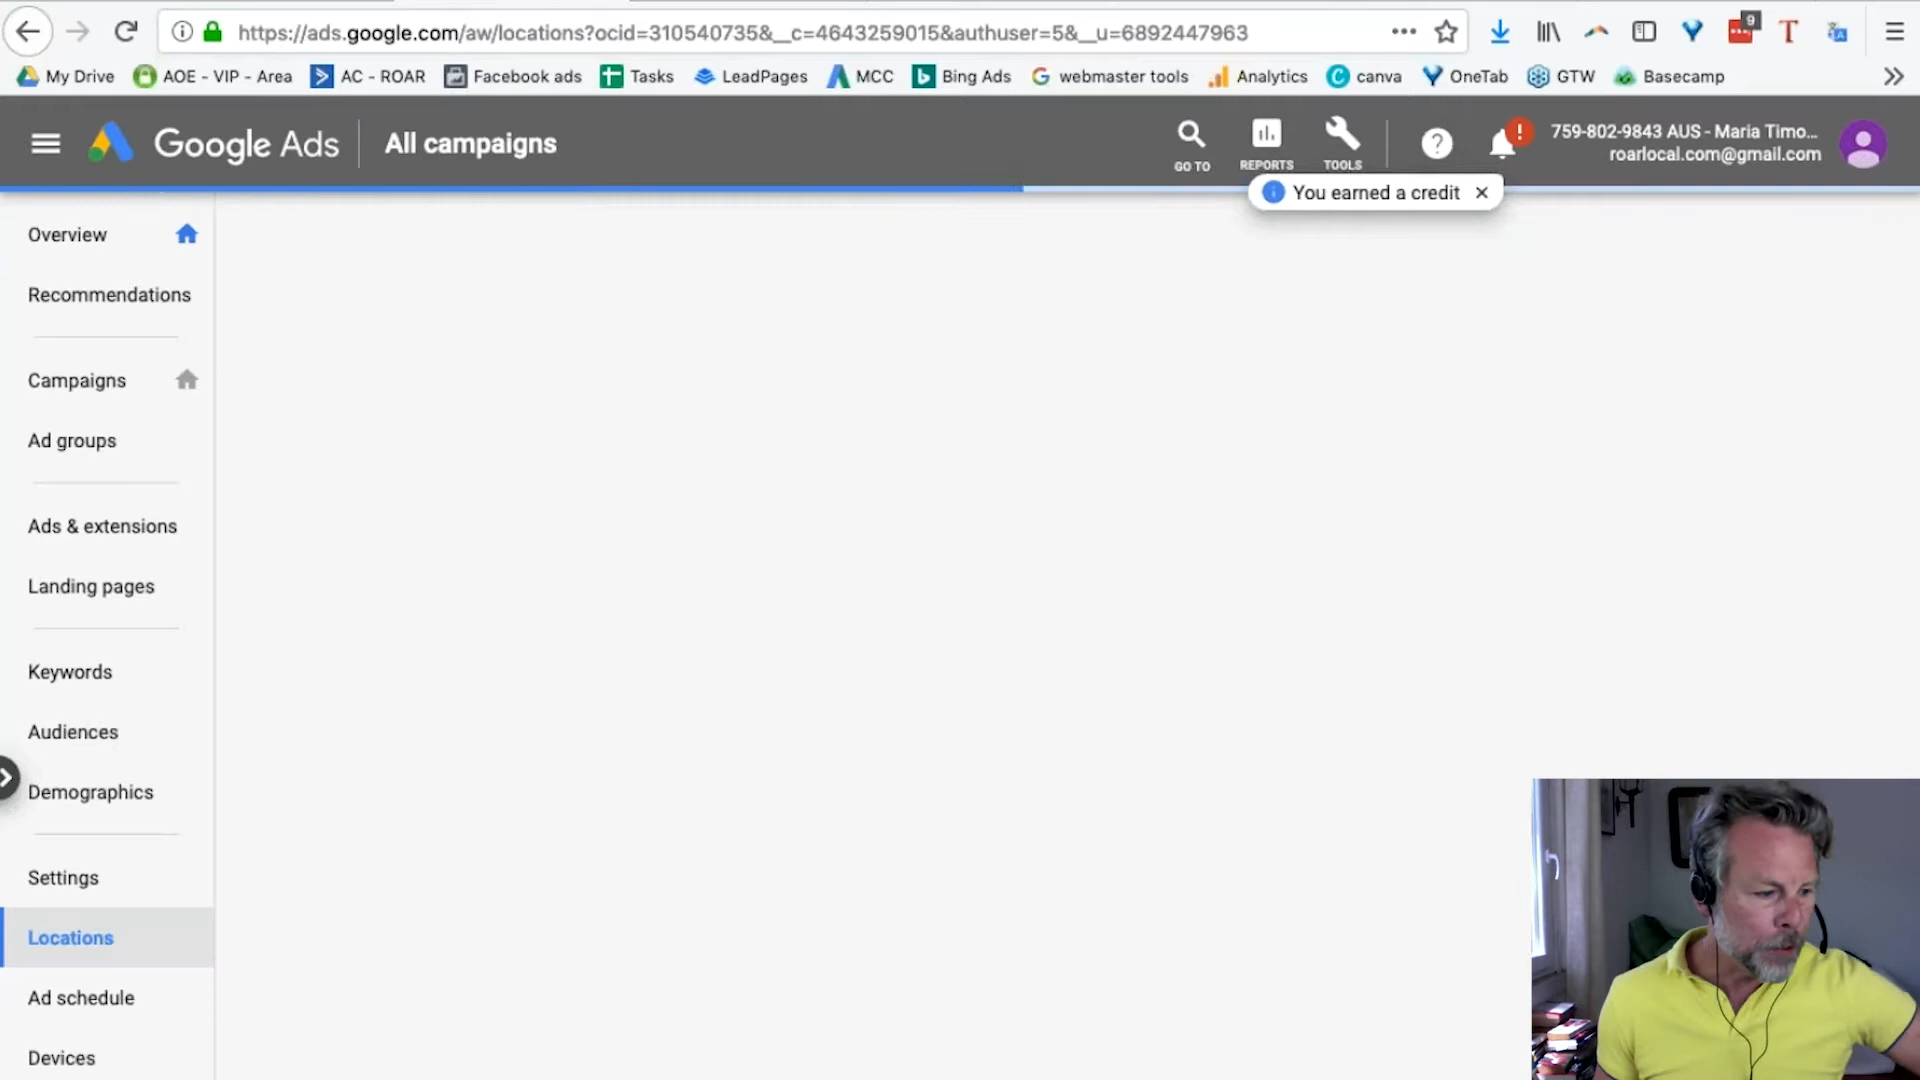 https://ads.google.com/aw/locations?ocid=310540735&__c=4643259015&authuser=5&__u=6892447963
9
My Drive
AOE - VIP - Area
AC - ROAR
Facebook ads
Tasks
LeadPages
MCC
Bing Ads
webmaster tools
Analytics
canva
OneTab
GTW
Basecamp
Google Ads
All campaigns
GO TO
REPORTS
TOOLS
759-802-9843 AUS - Maria Timo...
roarlocal.com@gmail.com
You earned a credit
Overview
Recommendations
Campaigns
Ad groups
Ads & extensions
Landing pages
Keywords
Audiences
Demographics
Settings
Locations
Ad schedule
Devices